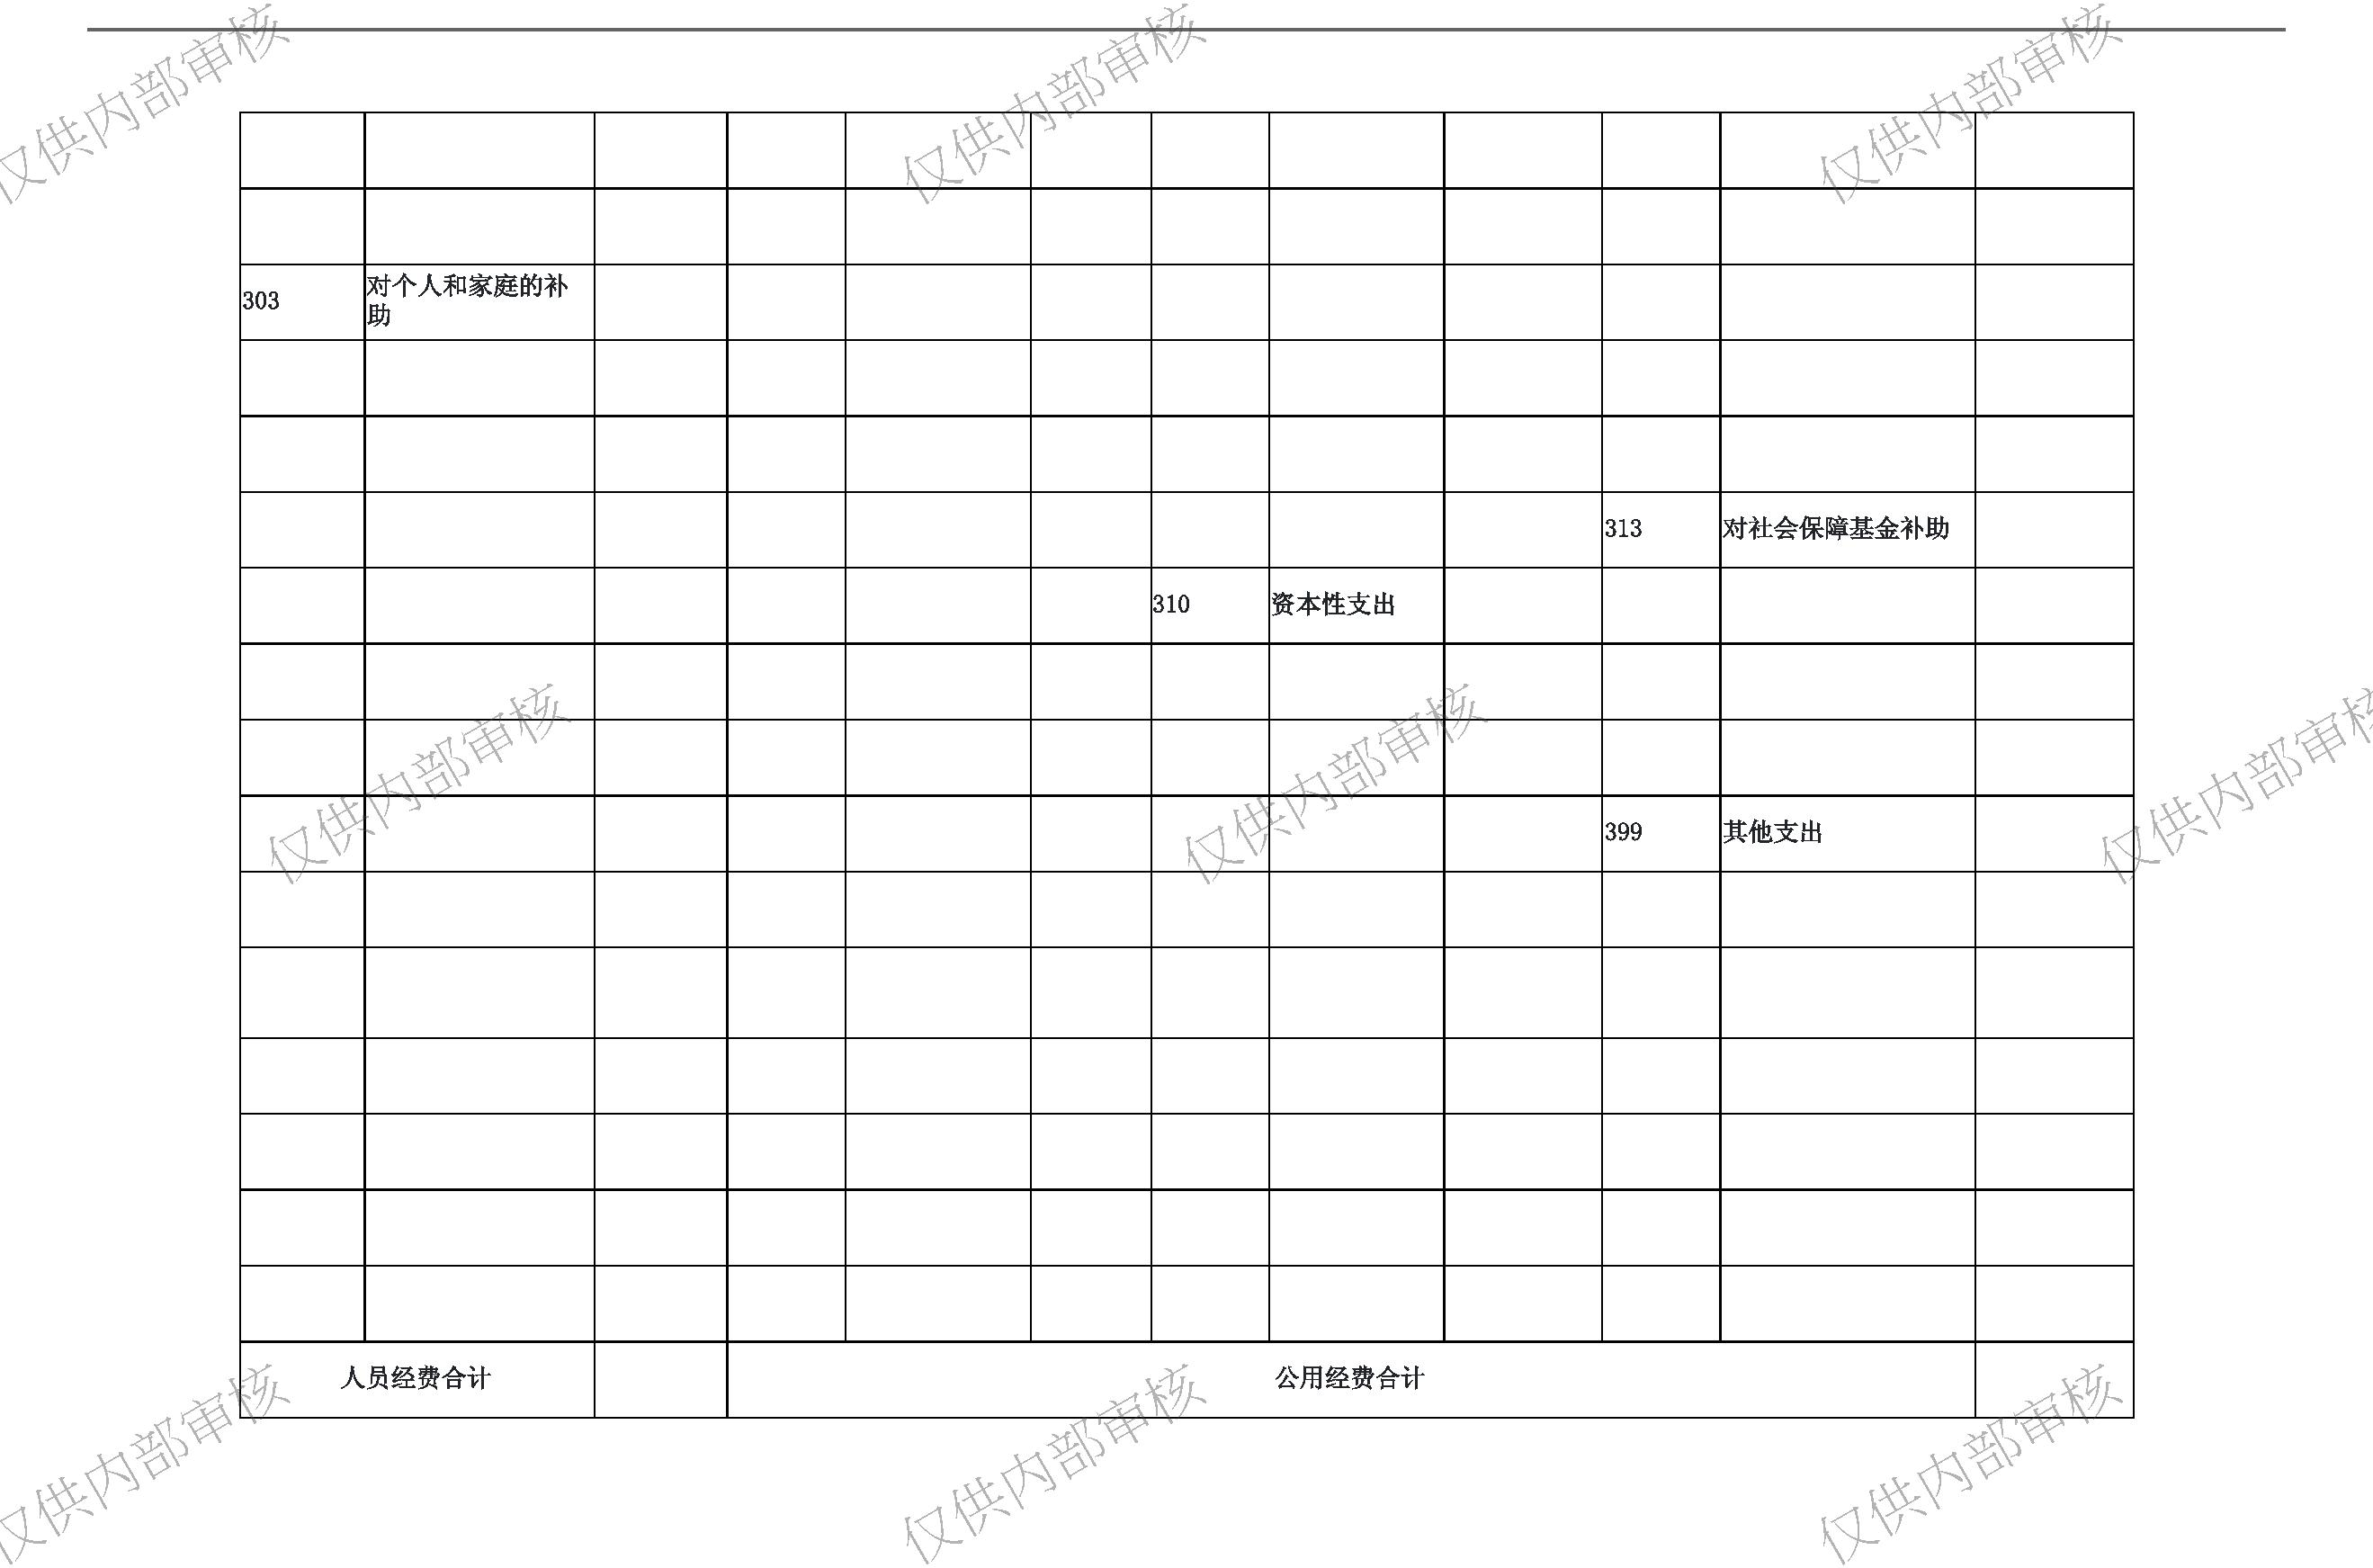 仅供内部审核
仅供内部审核
仅供内部审核
303
对个人和家庭的补
助
313
对社会保障基金补助
310
资本性支出
仅供内部审核
仅供内部审核
仅供内部审核
399
其他支出
人员经费合计
公用经费合计
仅供内部审核
仅供内部审核
仅供内部审核